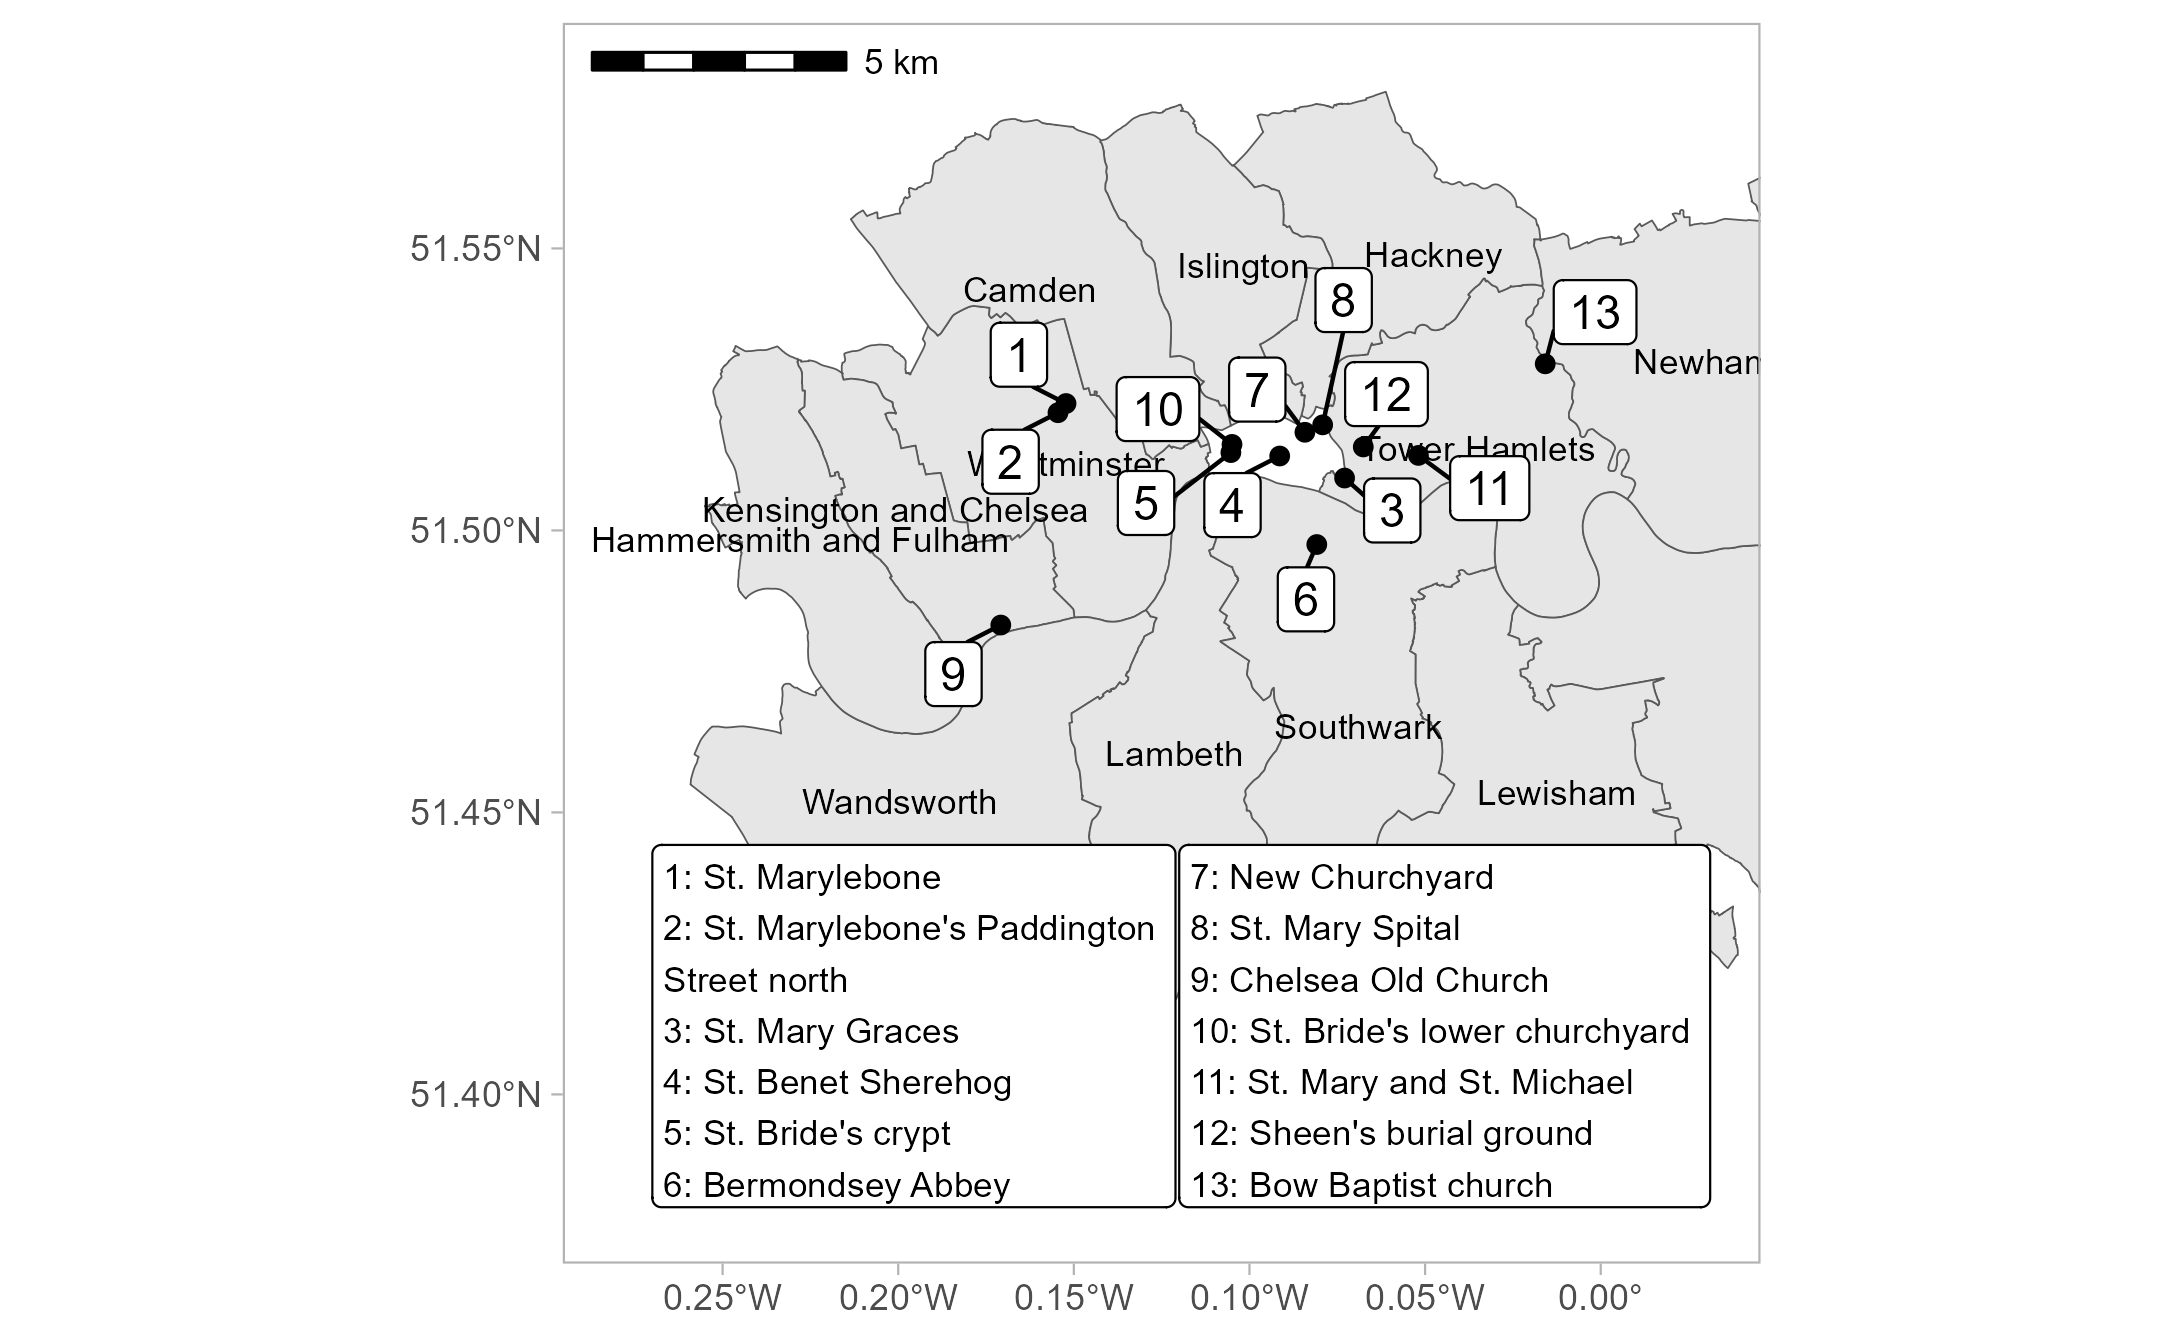 5 km
51.55°N
51.50°N
51.45°N
51.40°N
Hackney
Islington
Camden
8
13
1
Newham
7
12
10
Tower Hamlets
2
11
5
4
3
Kensington and Chelsea
Hammersmith and Fulham
6
9
Southwark
Lambeth
Lewisham
Wandsworth
1: St. Marylebone
2: St. Marylebone's Paddington
Street north
3: St. Mary Graces
4: St. Benet Sherehog
5: St. Bride's crypt
6: Bermondsey Abbey
7: New Churchyard
8: St. Mary Spital
9: Chelsea Old Church
10: St. Bride's lower churchyard
11: St. Mary and St. Michael
12: Sheen's burial ground
13: Bow Baptist church
0.25°W
0.20°W
0.15°W
0.10°W
0.05°W
0.00°